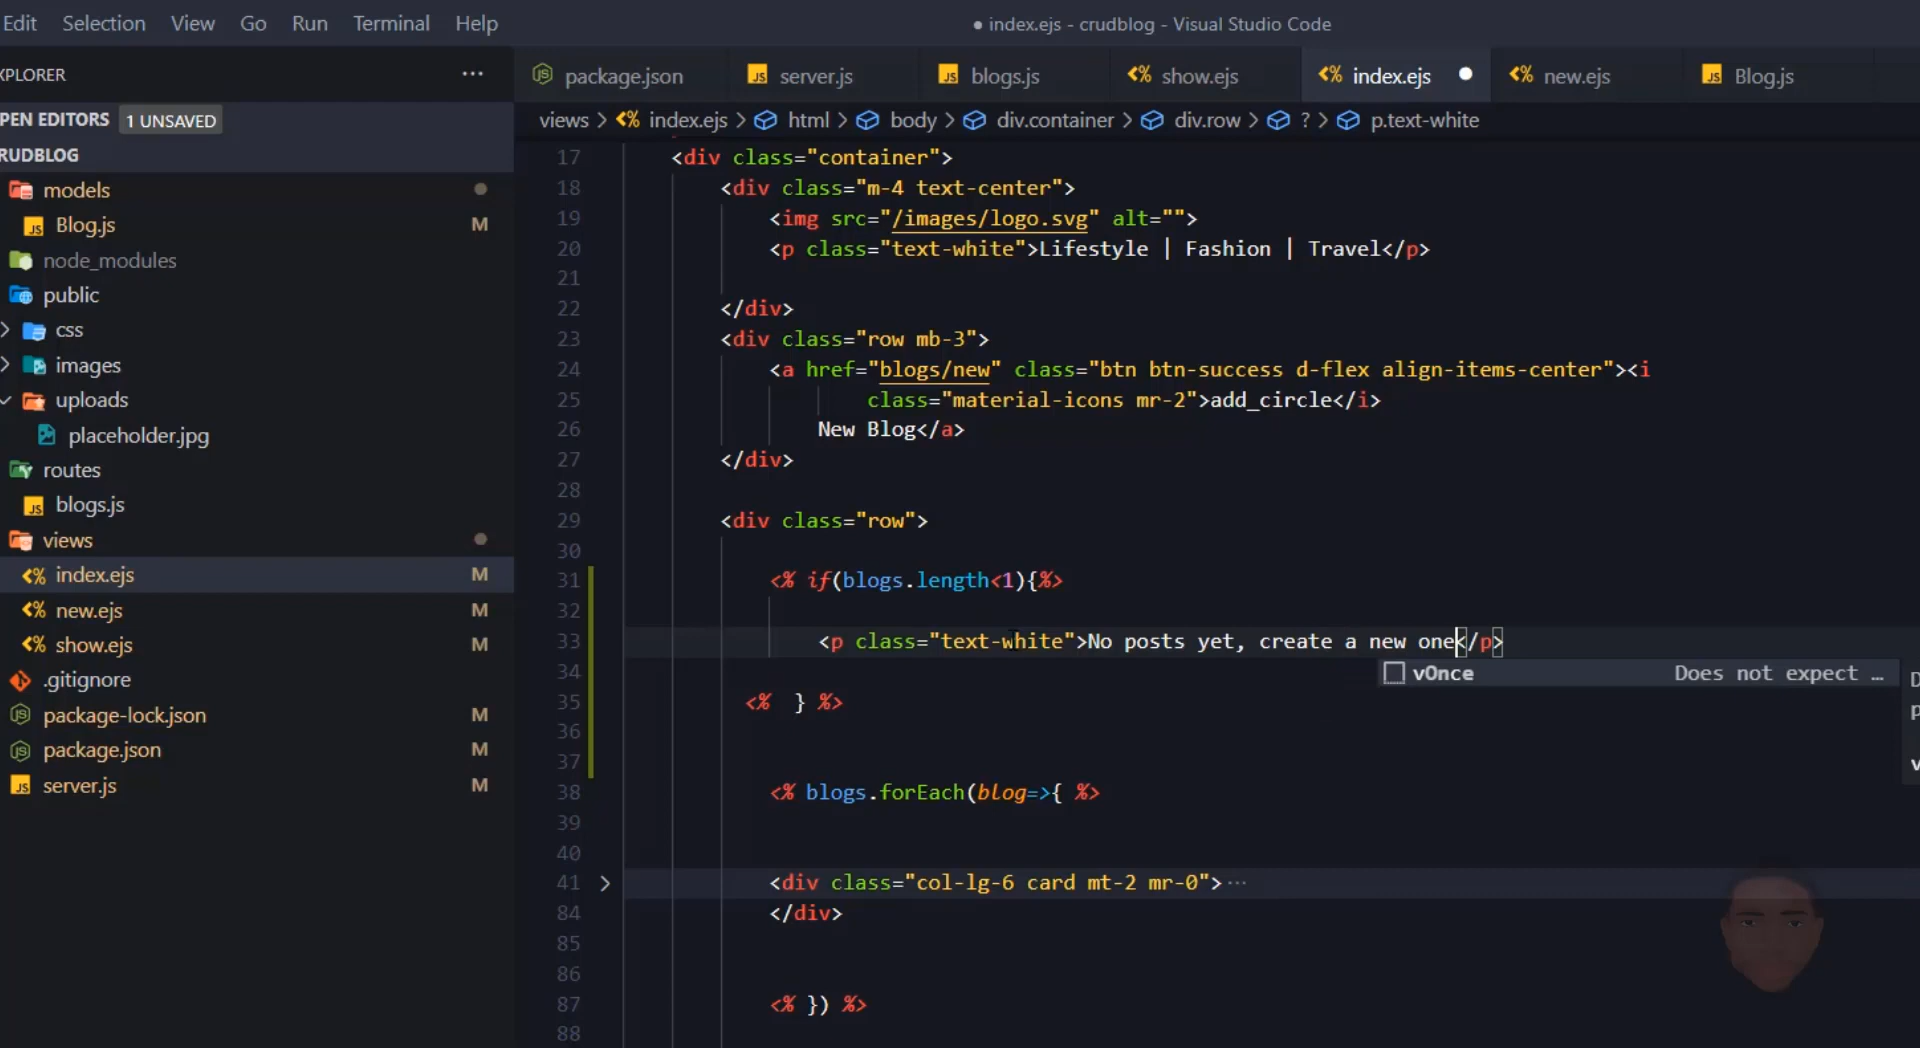 Edit Selection View Go Run Terminal Help
● index.ejs - crudblog - Visual Studio Code
XPLORER ···
package.json server.js blogs.js show.ejs index.ejs ● new.ejs Blog.js
PEN EDITORS 1 UNSAVED
views > index.ejs > html > body > div.container > div.row > ? > p.text-white
RUDBLOG
models
Blog.js M
node_modules
public
css
images
uploads
placeholder.jpg
routes
blogs.js
views
index.ejs M
new.ejs M
show.ejs M
.gitignore
package-lock.json M
package.json M
server.js M
17 <div class="container">
18 <div class="m-4 text-center">
19 <img src="/images/logo.svg" alt="">
20 <p class="text-white">Lifestyle | Fashion | Travel</p>
21
22 </div>
23 <div class="row mb-3">
24 <a href="blogs/new" class="btn btn-success d-flex align-items-center"><i
25 class="material-icons mr-2">add_circle</i>
26 New Blog</a>
27 </div>
28
29 <div class="row">
30
31 <% if(blogs.length<1){%>
32
33 <p class="text-white">No posts yet, create a new one</p>
vOnce Does not expect …
34
35 <% } %>
36
37
38 <% blogs.forEach(blog=>{ %>
39
40
41 <div class="col-lg-6 card mt-2 mr-0">···
84 </div>
85
86
87 <% }) %>
88